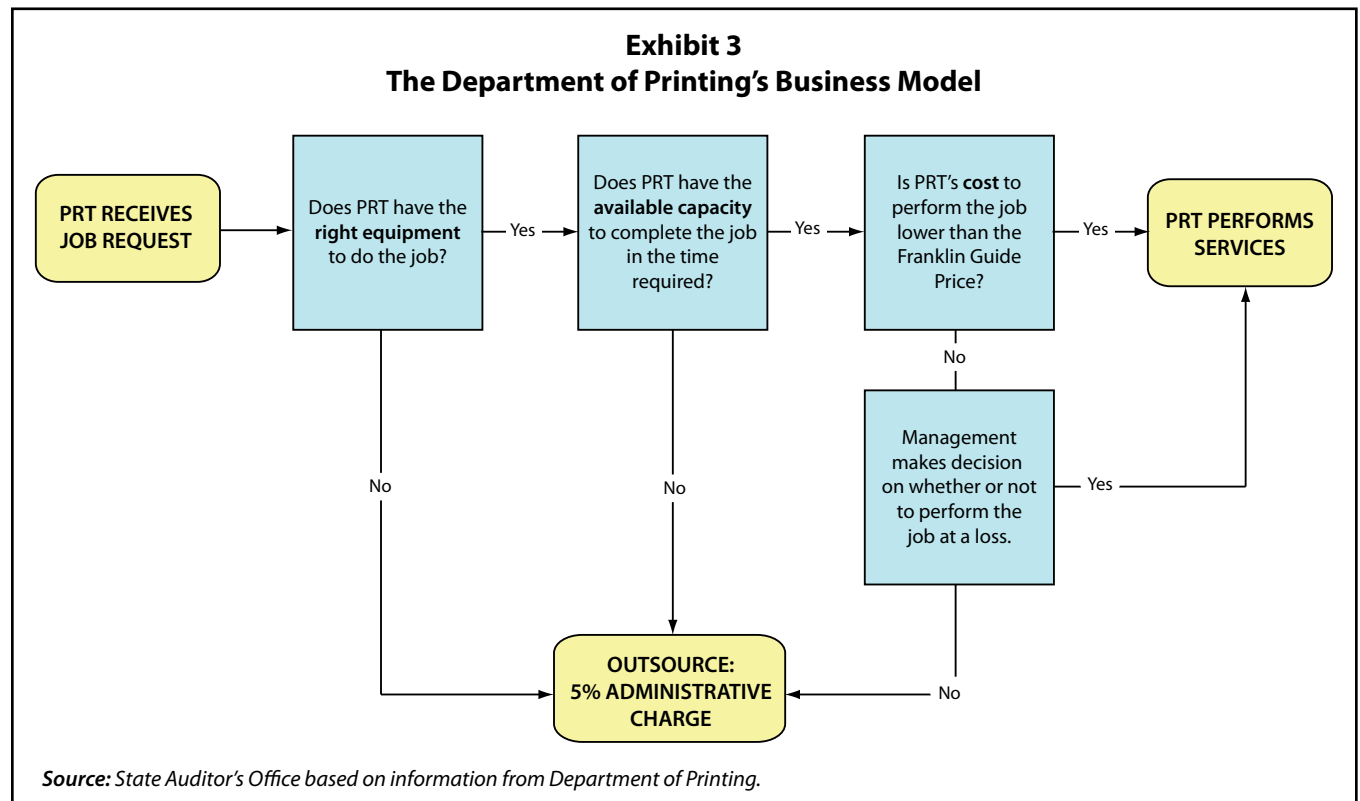 Exhibit 3
The Department of Printing's Business Model
PRT RECEIVES
JOB REQUEST
Does PRT have the
right equipment
to do the job?
Yes
Does PRT have the
available capacity
to complete the job
in the time
required?
Yes
Is PRT's cost to
perform the job
lower than the
Franklin Guide
Price?
Yes
PRT PERFORMS
SERVICES
No
Management
makes decision
on whether or not
to perform the
job at a loss.
Yes
No
No
No
OUTSOURCE:
5% ADMINISTRATIVE
CHARGE
Source: State Auditor's Office based on information from Department of Printing.